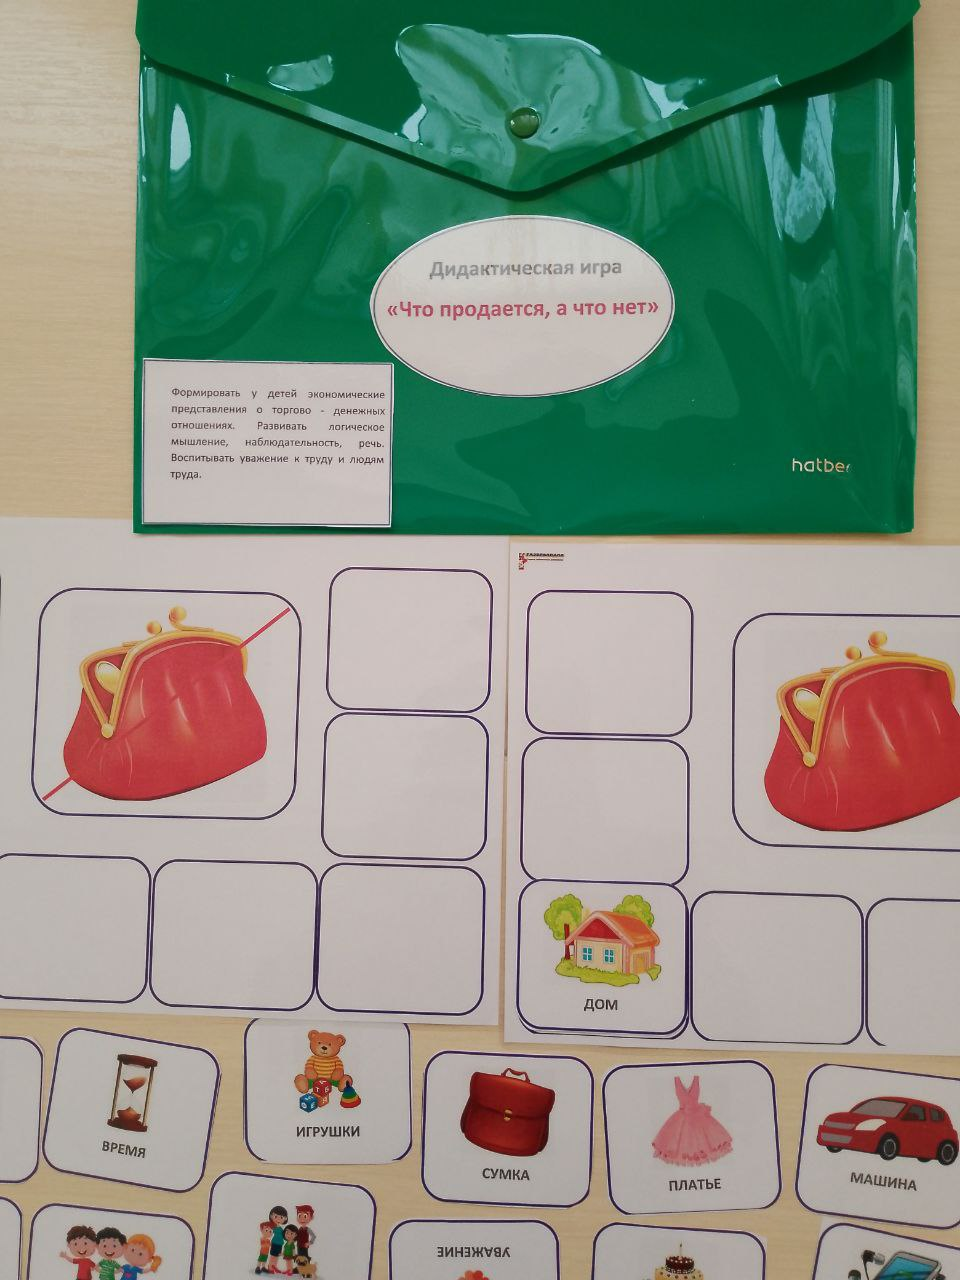 Дидактическая игра
«Что продается, а что нет»
Формировать у детей экономические
представления о торгово - денежных
отношениях. Развивать логическое
мышление, наблюдательность, речь.
Воспитывать уважение к труду и людям
труда.
hatber
ДОМ
ВРЕМЯ
ИГРУШКИ
СУМКА
ПЛАТЬЕ
МАШИНА
УВАЖЕНИЕ